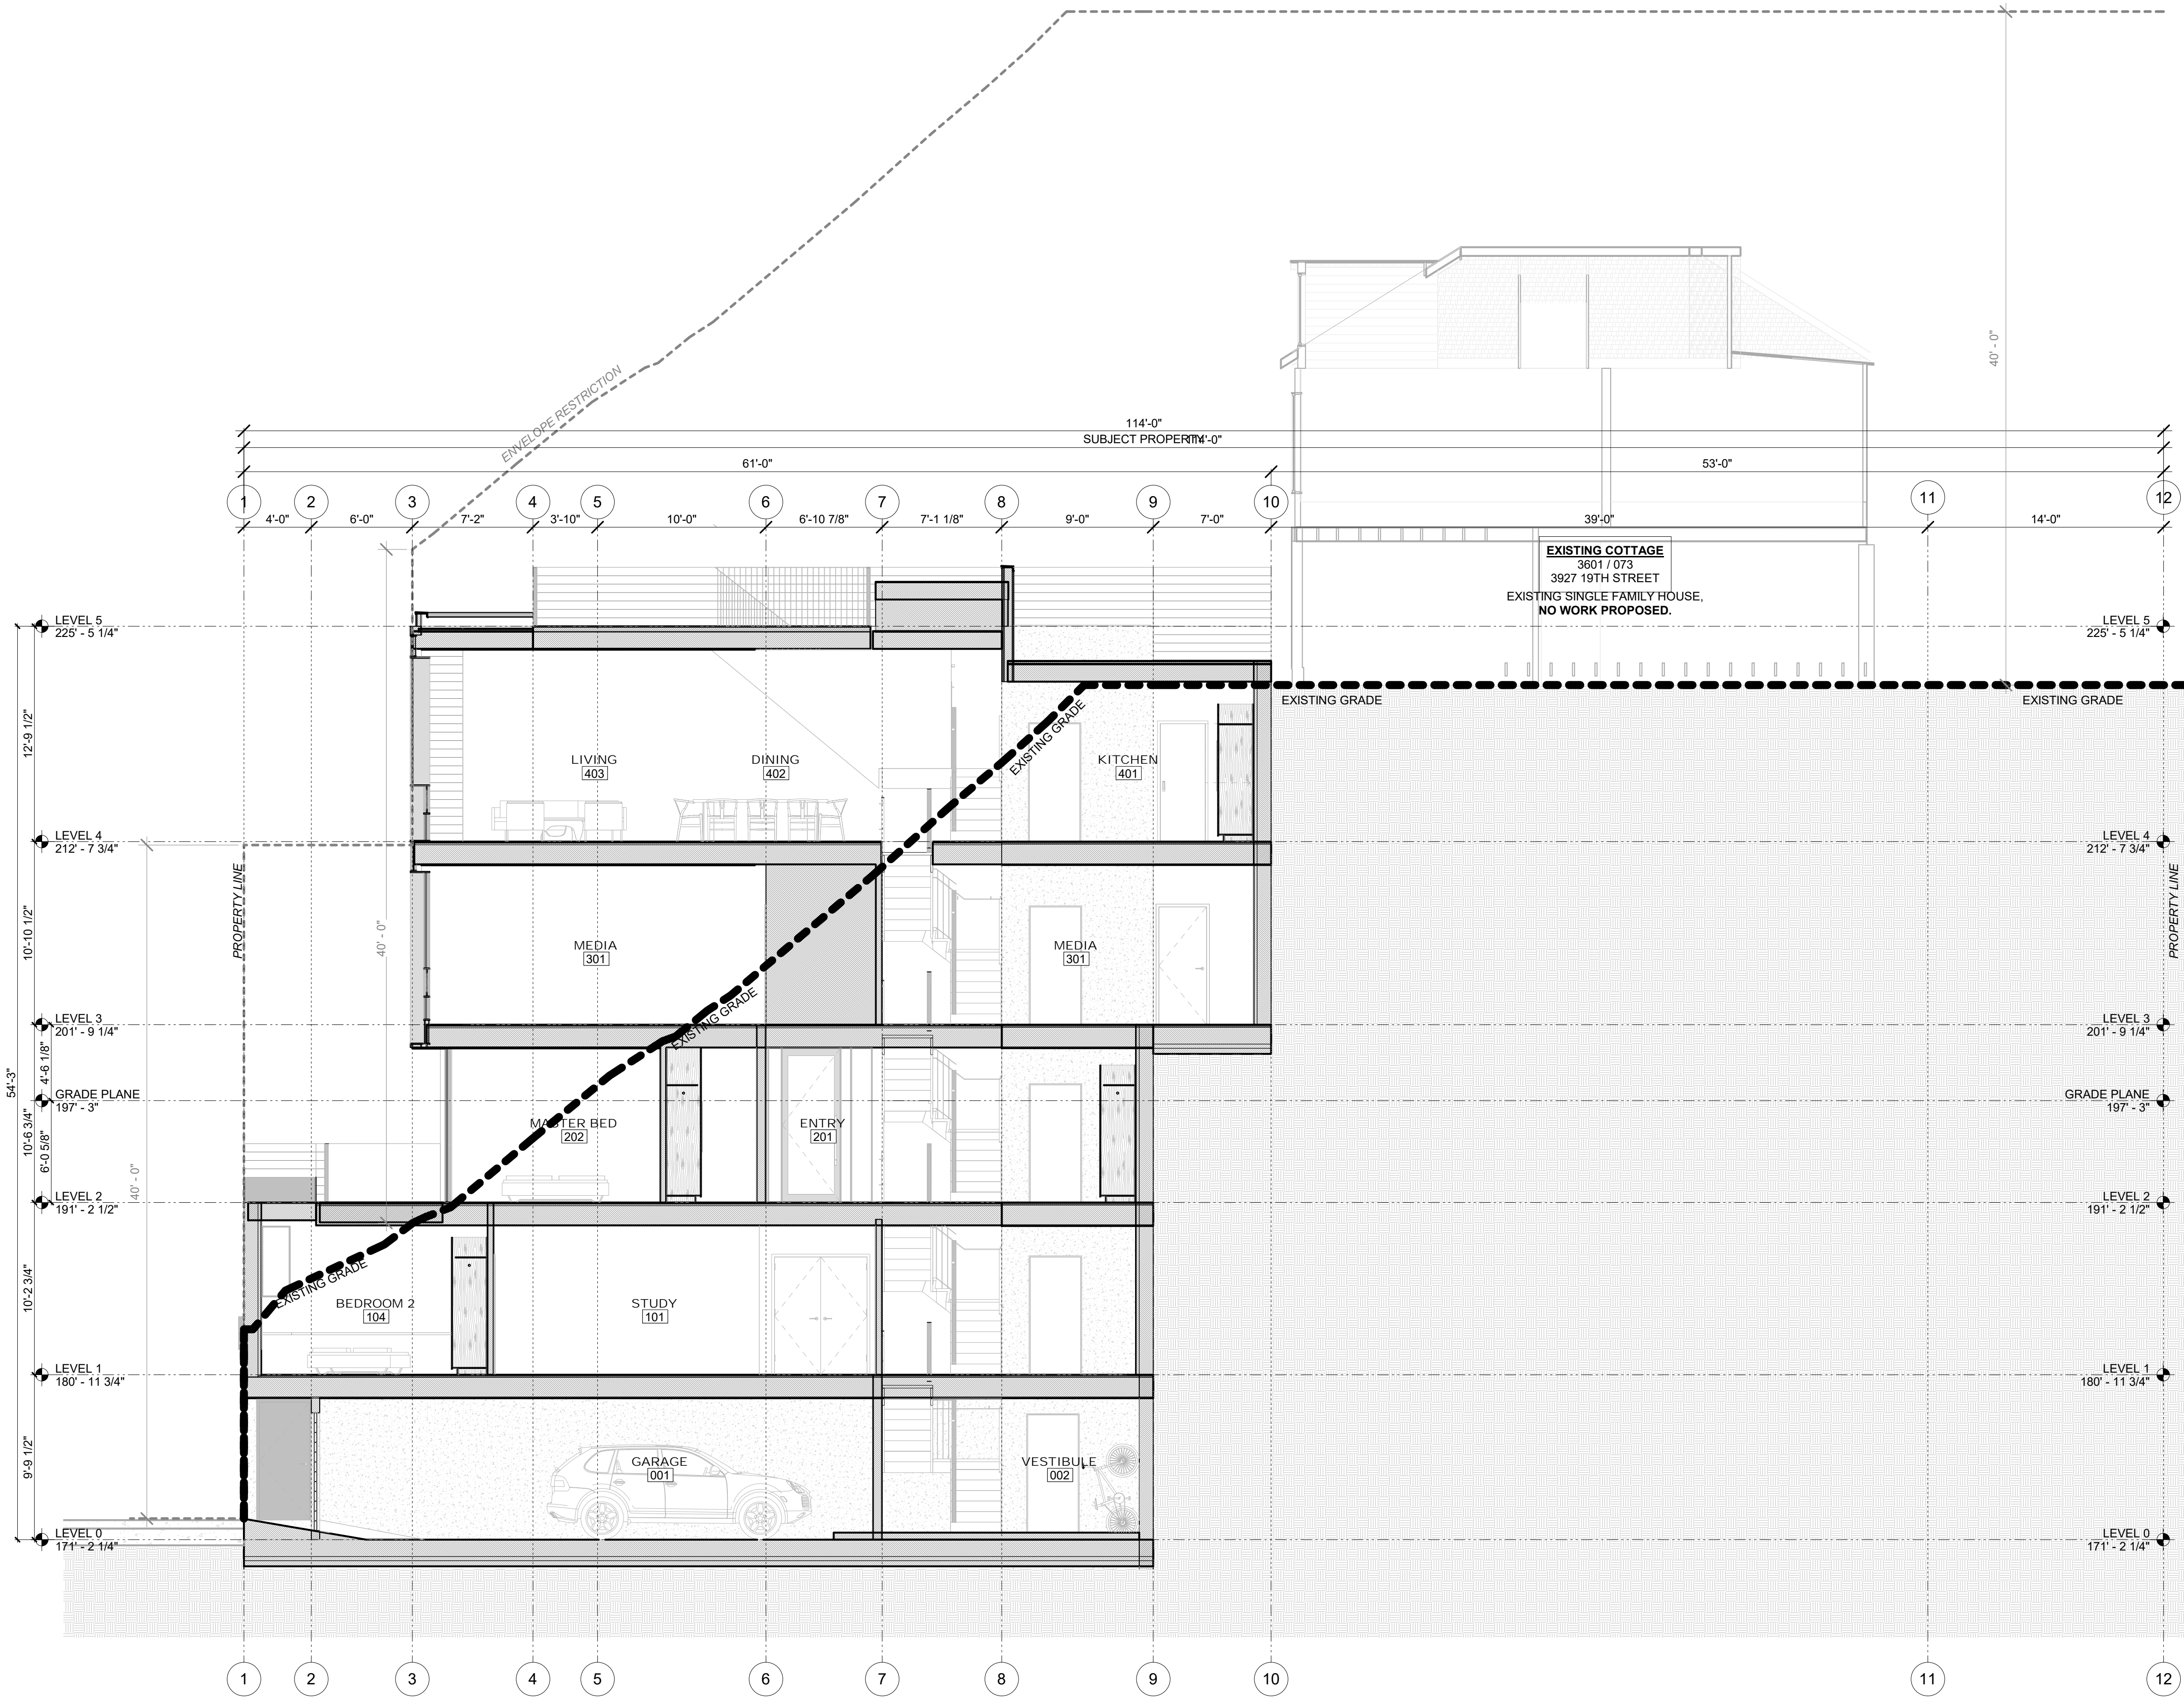 40' - 0"
ENVELOPE RESTRICTION
114'-0"
SUBJECT PROPERTY
114'-0"
61'-0"
53'-0"
1
2
3
4
5
6
7
8
9
10
11
12
4'-0"
6'-0"
7'-2"
3'-10"
10'-0"
6'-10 7/8"
7'-1 1/8"
9'-0"
7'-0"
39'-0"
14'-0"
EXISTING COTTAGE
3601 / 073
3927 19TH STREET
EXISTING SINGLE FAMILY HOUSE,
NO WORK PROPOSED.
LEVEL 5
225' - 5 1/4"
LEVEL 5
225' - 5 1/4"
EXISTING GRADE
EXISTING GRADE
EXISTING GRADE
12'-9 1/2"
LIVING
403
DINING
402
KITCHEN
401
LEVEL 4
212' - 7 3/4"
LEVEL 4
212' - 7 3/4"
PROPERTY LINE
PROPERTY LINE
10'-10 1/2"
40' - 0"
MEDIA
301
MEDIA
301
EXISTING GRADE
LEVEL 3
201' - 9 1/4"
LEVEL 3
201' - 9 1/4"
54'-3"
4'-6 1/8"
GRADE PLANE
197' - 3"
GRADE PLANE
197' - 3"
10'-6 3/4"
6'-0 5/8"
40' - 0"
MASTER BED
202
ENTRY
201
LEVEL 2
191' - 2 1/2"
LEVEL 2
191' - 2 1/2"
EXISTING GRADE
10'-2 3/4"
BEDROOM 2
104
STUDY
101
LEVEL 1
180' - 11 3/4"
LEVEL 1
180' - 11 3/4"
9'-9 1/2"
GARAGE
001
VESTIBULE
002
LEVEL 0
171' - 2 1/4"
LEVEL 0
171' - 2 1/4"
1
2
3
4
5
6
7
8
9
10
11
12